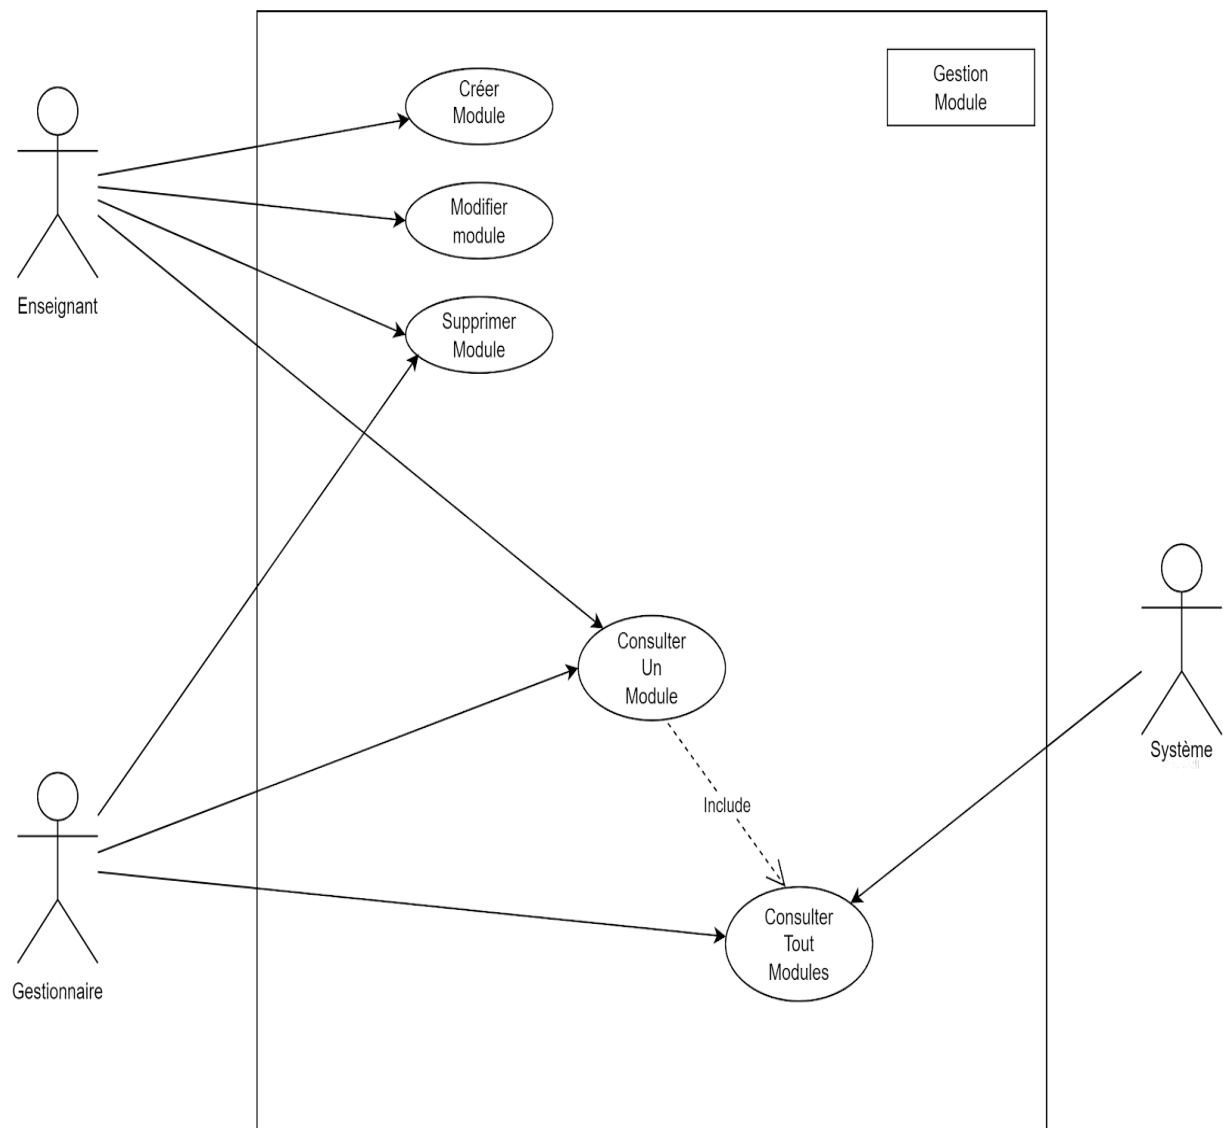 Gestion
Module
Créer
Module
Modifier
module
Supprimer
Module
Enseignant
Consulter
Un
Module
Système
Include
Consulter
Tout
Modules
Gestionnaire